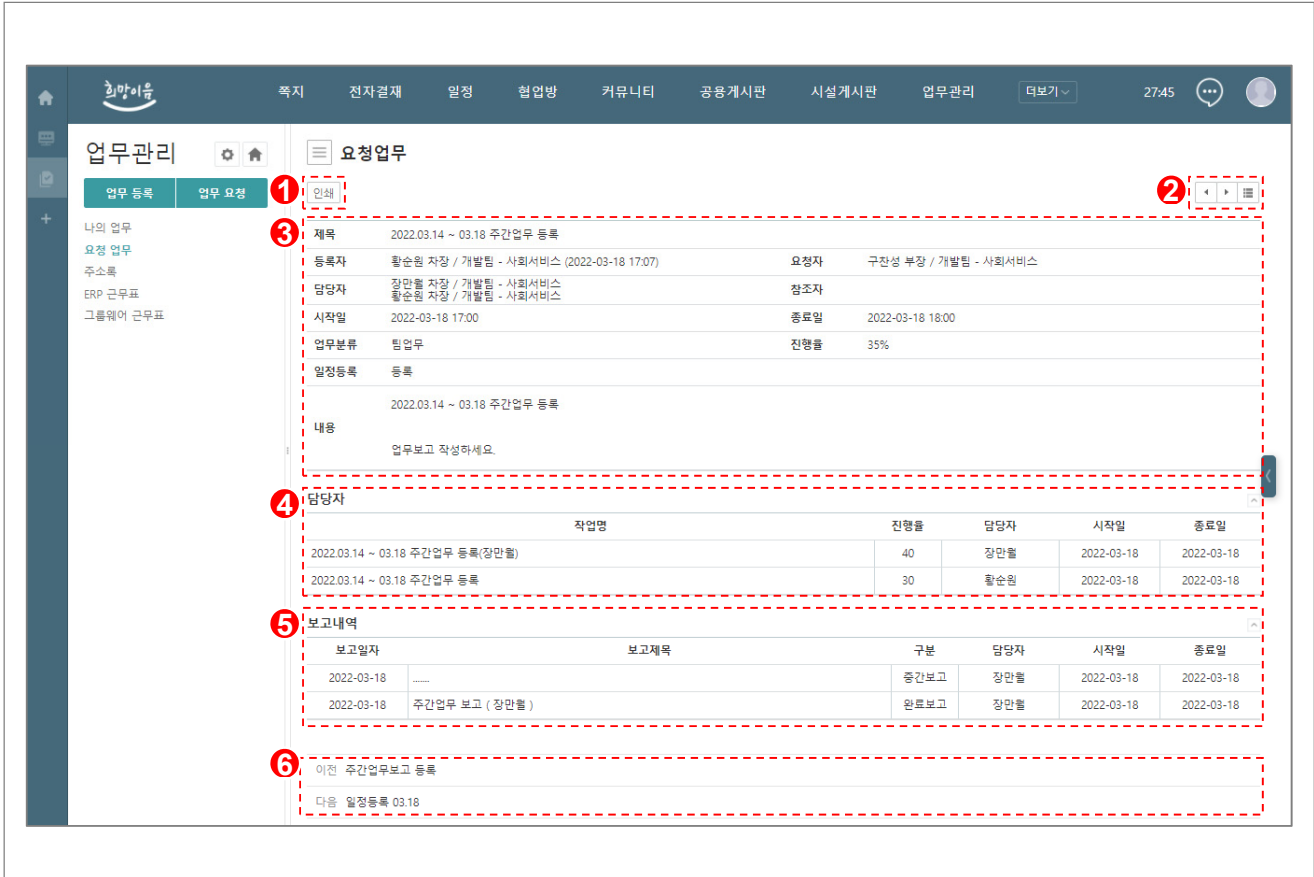 희망이음
쪽지 전자결재 일정 협업방 커뮤니티 공용게시판 시설게시판 업무관리 더보기 27:45
업무관리
업무 등록 업무 요청
나의 업무
요청 업무
주소록
ERP 근무표
그룹웨어 근무표
요청업무
1 인쇄 2
3
제목 2022.03.14 ~ 03.18 주간업무 등록
등록자 황순원 차장 / 개발팀 - 사회서비스 (2022-03-18 17:07) 요청자 구찬성 부장 / 개발팀 - 사회서비스
담당자 장만월 차장 / 개발팀 - 사회서비스 참조자
황순원 차장 / 개발팀 - 사회서비스
시작일 2022-03-18 17:00 종료일 2022-03-18 18:00
업무분류 팀업무 진행율 35%
일정등록 등록
내용 2022.03.14 ~ 03.18 주간업무 등록
업무보고 작성하세요.
4 담당자
작업명 진행율 담당자 시작일 종료일
2022.03.14 ~ 03.18 주간업무 등록(장만월) 40 장만월 2022-03-18 2022-03-18
2022.03.14 ~ 03.18 주간업무 등록 30 황순원 2022-03-18 2022-03-18
5 보고내역
보고일자 보고제목 구분 담당자 시작일 종료일
2022-03-18 ....... 중간보고 장만월 2022-03-18 2022-03-18
2022-03-18 주간업무 보고 ( 장만월 ) 완료보고 장만월 2022-03-18 2022-03-18
6
이전 주간업무보고 등록
다음 일정등록 03.18